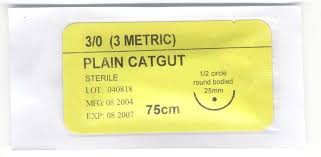 3/0 (3 METRIC)
PLAIN CATGUT
STERILE
LOT: 040818
MFG: 08 2004
EXP: 08 2007
75cm
1/2 circle
round bodied
25mm